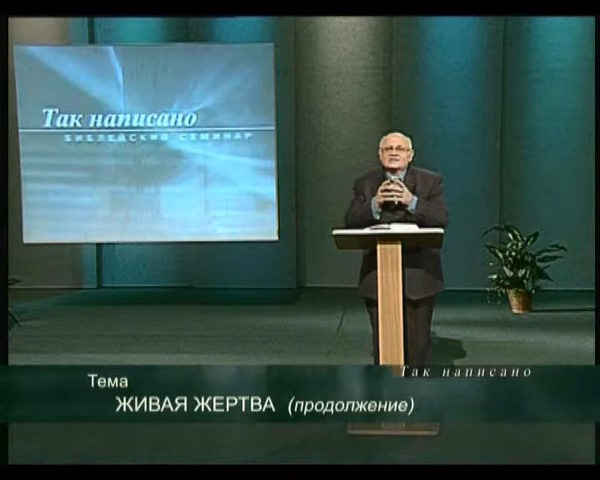 Так написано
БИБЛЕЙСКИЙ СЕМИНАР
Так написано
Тема
ЖИВАЯ ЖЕРТВА (продолжение)